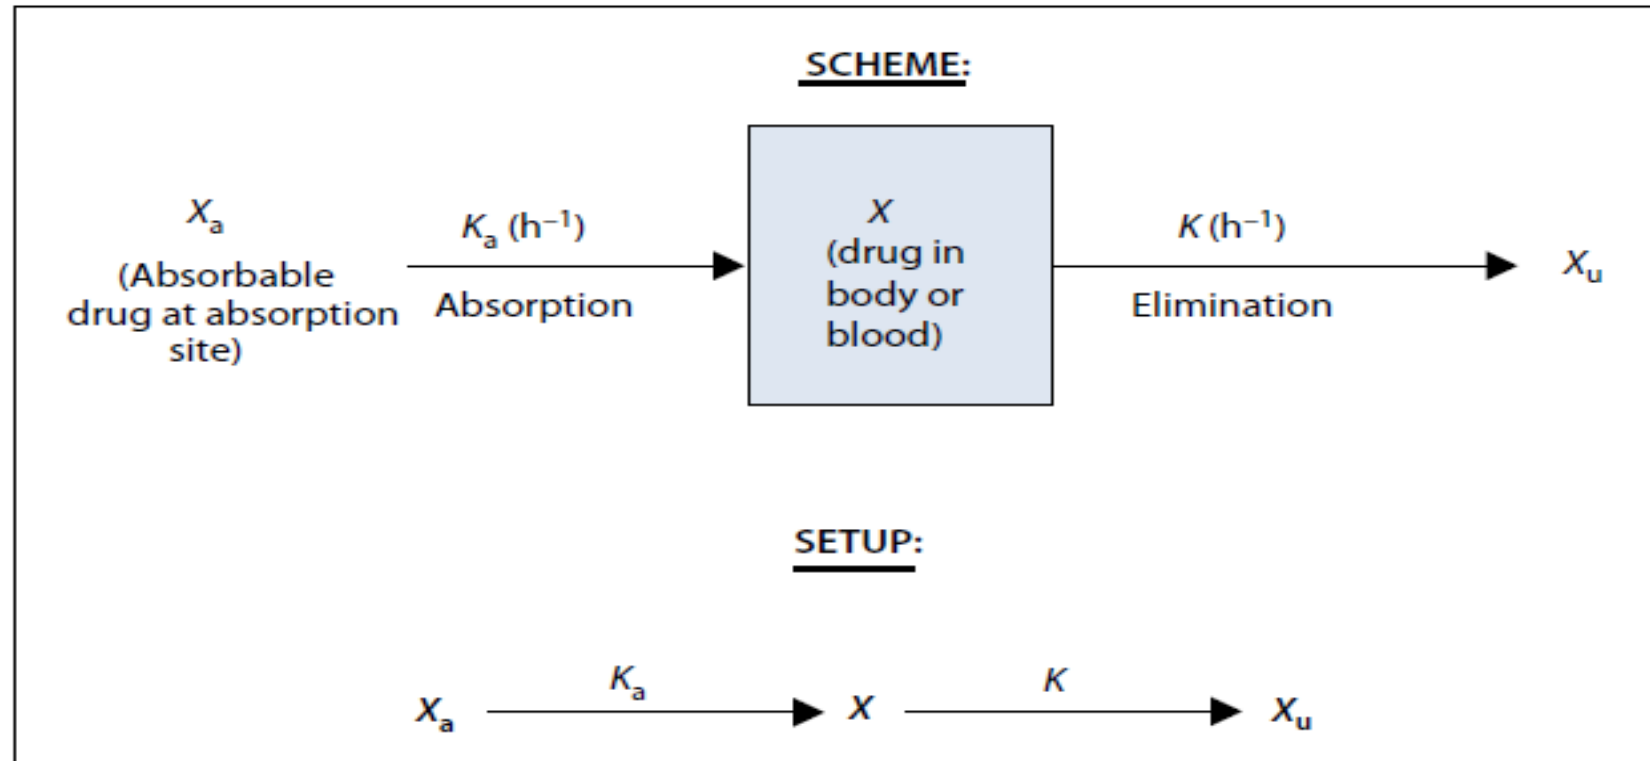 SCHEME:
Xa
(Absorbable
drug at absorption
site)
Ka (h–1)
Absorption
X
(drug in
body or
blood)
K (h–1)
Elimination
Xu
SETUP:
Xa
Ka
X
K
Xu